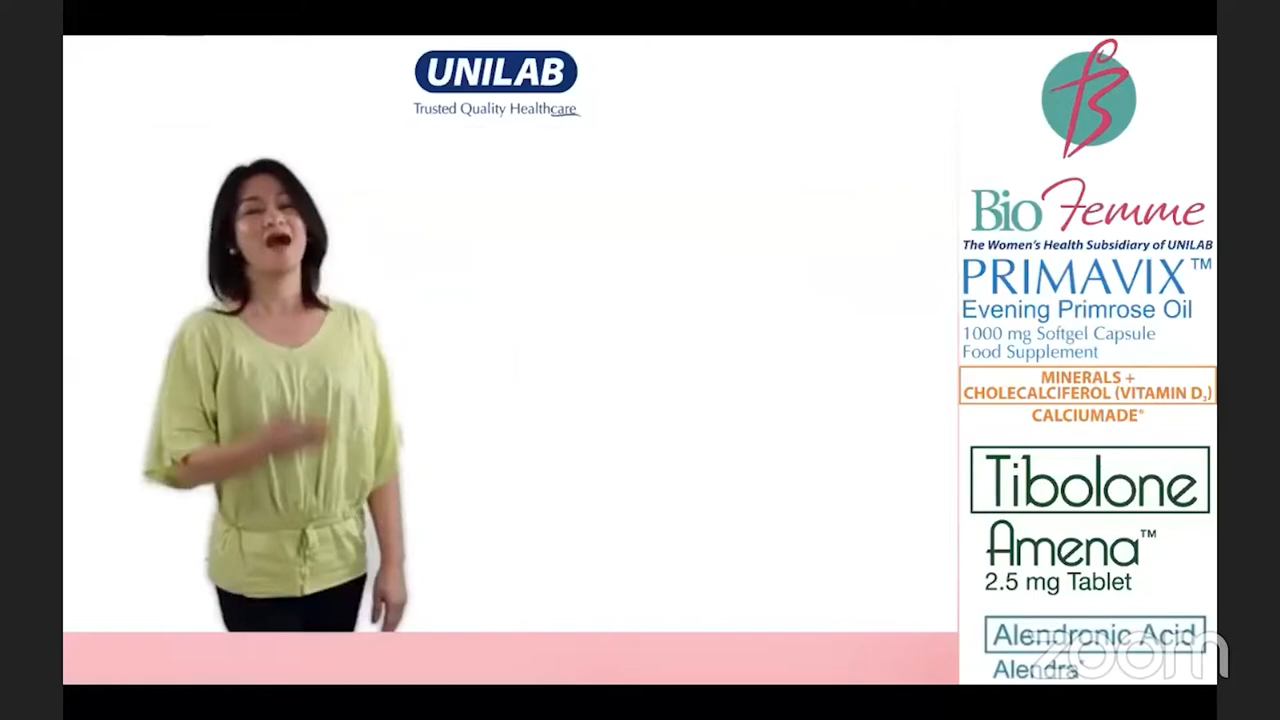 UNILAB
Trusted Quality Healthcare
B
Bio Femme
The Women's Health Subsidiary of UNILAB
PRIMAVIX™
Evening Primrose Oil
1000 mg Softgel Capsule
Food Supplement
MINERALS +
CHOLECALCIFEROL (VITAMIN D₃)
CALCIUMADE®
Tibolone
Amena™
2.5 mg Tablet
Alendronic Acid
Alendra
zoom